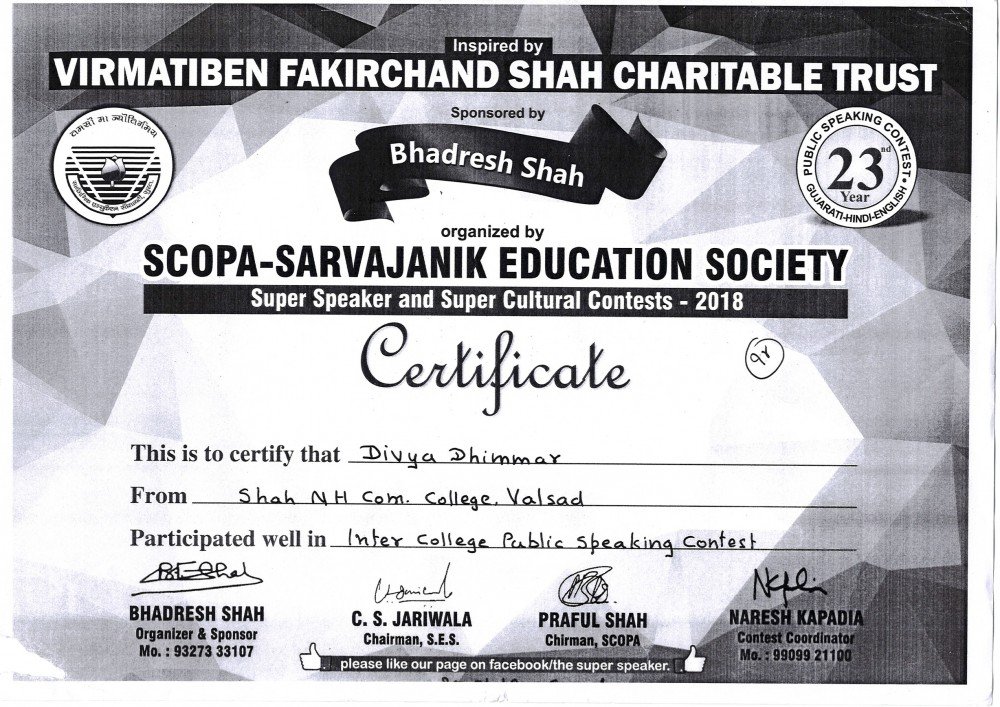 Inspired by
VIRMATIBEN FAKIRCHAND SHAH CHARITABLE TRUST
Sponsored by
Bhadresh Shah
तमसो मा ज्योतिर्गमय
PUBLIC SPEAKING CONTEST
23nd
Year
GUJARATI-HINDI-ENGLISH
organized by
SCOPA-SARVAJANIK EDUCATION SOCIETY
Super Speaker and Super Cultural Contests - 2018
Certificate
This is to certify that Divya Dhimmar
From Shah NH Com. College, Valsad
Participated well in Inter College Public Speaking Contest
BHADRESH SHAH
Organizer & Sponsor
Mo. : 93273 33107
C. S. JARIWALA
Chairman, S.E.S.
PRAFUL SHAH
Chirman, SCOPA
NARESH KAPADIA
Contest Coordinator
Mo. : 99099 21100
please like our page on facebook/the super speaker.